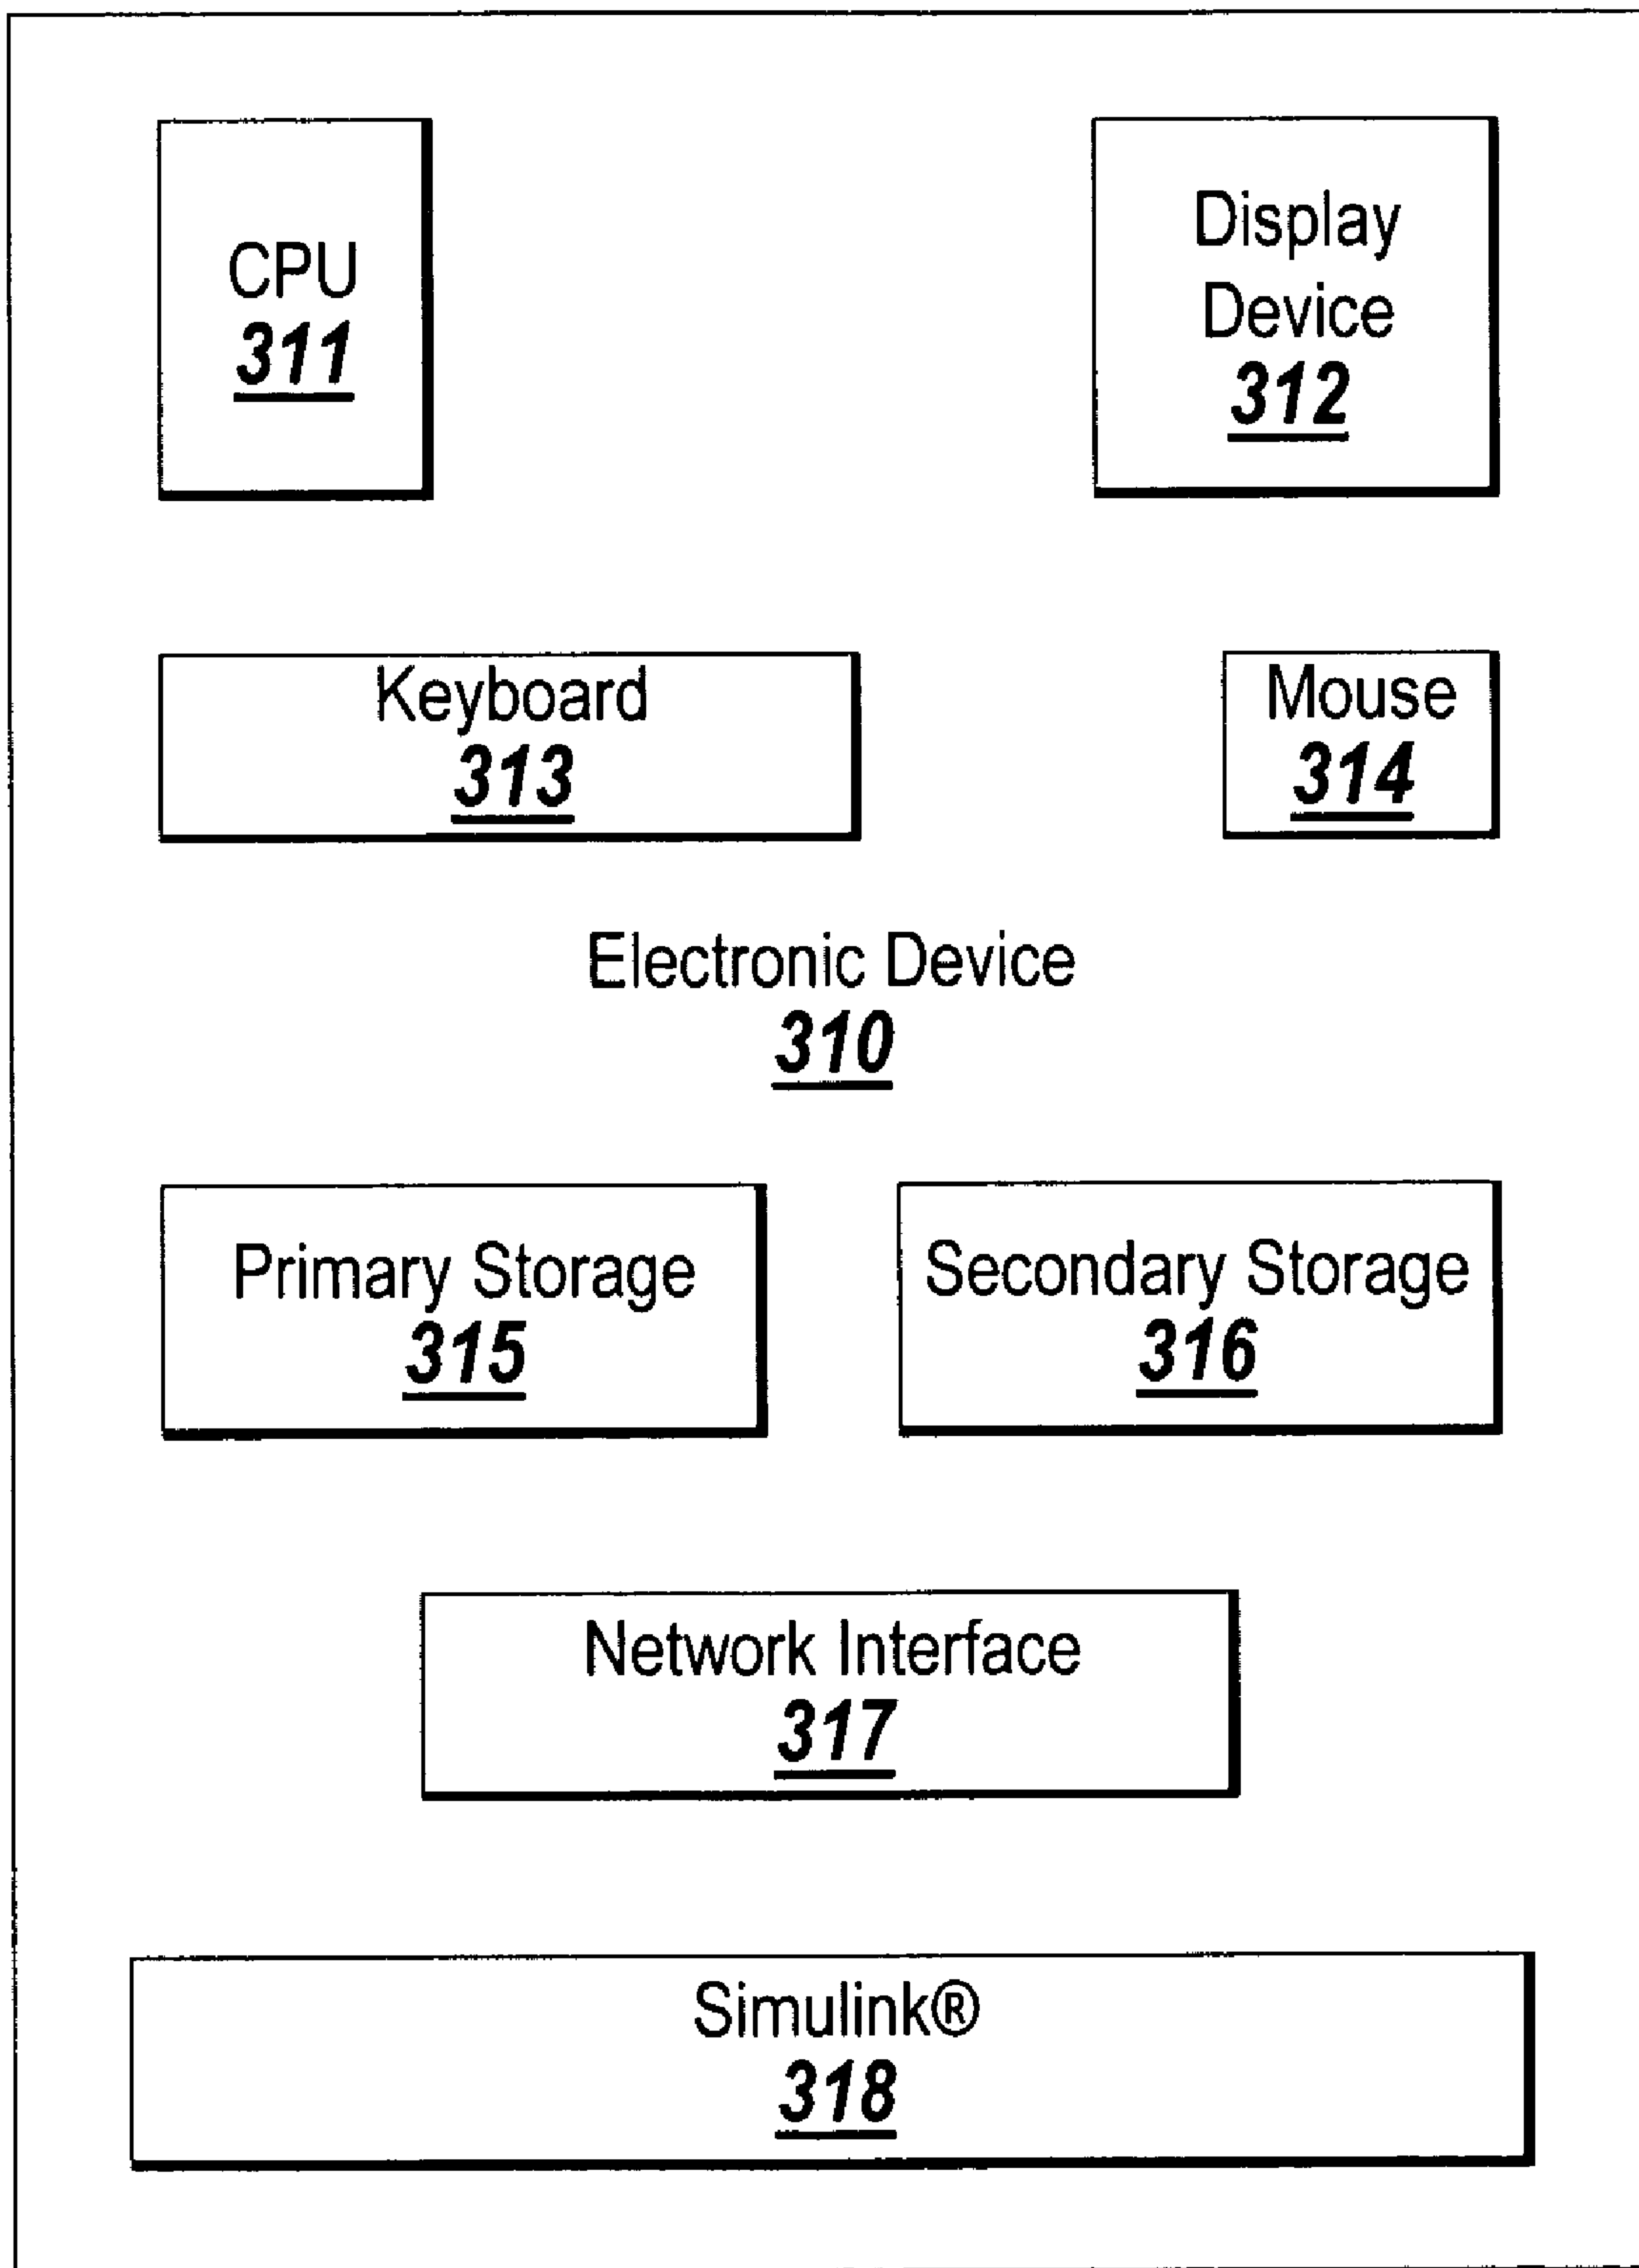 CPU
311
Display
Device
312
Keyboard
313
Mouse
314
Electronic Device
310
Primary Storage
315
Secondary Storage
316
Network Interface
317
Simulink®
318